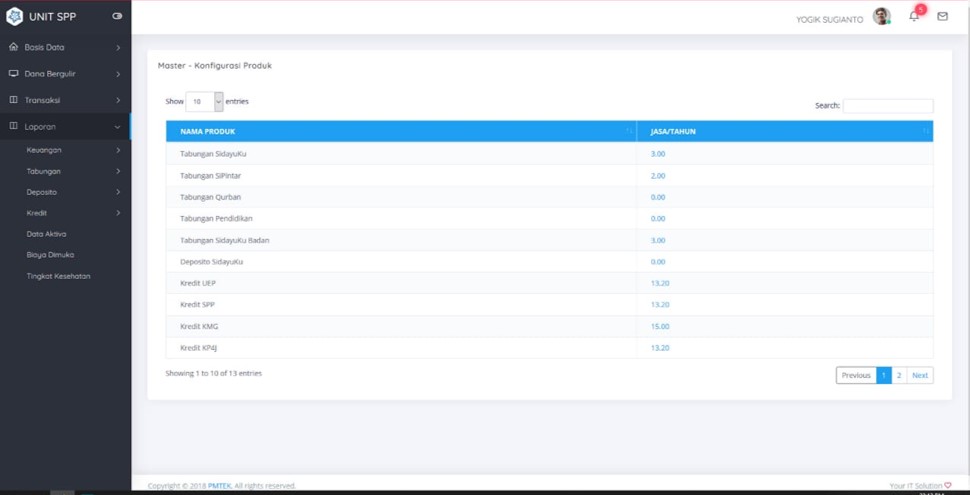 UNIT SPP
YOGIK SUGIANTO
5
Basis Data
Dana Bergulir
Transaksi
Laporan
Keuangan
Tabungan
Deposito
Kredit
Data Aktiva
Biaya Dimuka
Tingkat Kesehatan
Master - Konfigurasi Produk
Show 10 entries
Search:
NAMA PRODUK JASA/TAHUN
Tabungan SidayuKu 3.00
Tabungan SiPintar 2.00
Tabungan Qurban 0.00
Tabungan Pendidikan 0.00
Tabungan SidayuKu Badan 3.00
Deposito SidayuKu 0.00
Kredit UEP 13.20
Kredit SPP 13.20
Kredit KMG 15.00
Kredit KP4J 13.20
Showing 1 to 10 of 13 entries
Previous 1 2 Next
Copyright © 2018 PMTEK, All rights reserved.
Your IT Solution